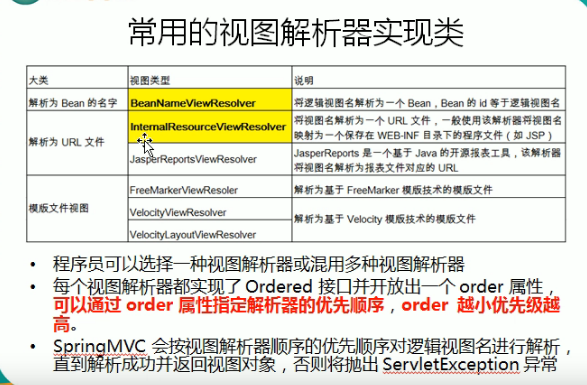 常用的视图解析器实现类
大类 视图类型 说明
解析为 Bean 的名字 BeanNameViewResolver 将逻辑视图名解析为一个 Bean，Bean 的 id 等于逻辑视图名
解析为 URL 文件 InternalResourceViewResolver 将视图名解析为一个 URL 文件，一般使用该解析器将视图名
映射为一个保存在 WEB-INF 目录下的程序文件（如 JSP）
JasperReportsViewResolver JasperReports 是一个基于 Java 的开源报表工具，该解析器
将视图名解析为报表文件对应的 URL
模版文件视图 FreeMarkerViewResoler 解析为基于 FreeMarker 模版技术的模版文件
VelocityViewResolver 解析为基于 Velocity 模版技术的模版文件
VelocityLayoutViewResolver
• 程序员可以选择一种视图解析器或混用多种视图解析器
• 每个视图解析器都实现了 Ordered 接口并开放出一个 order 属性，
可以通过 order 属性指定解析器的优先顺序，order 越小优先级越
高。
• SpringMVC 会按视图解析器顺序的优先顺序对逻辑视图名进行解析，
直到解析成功并返回视图对象，否则将抛出 ServletException 异常